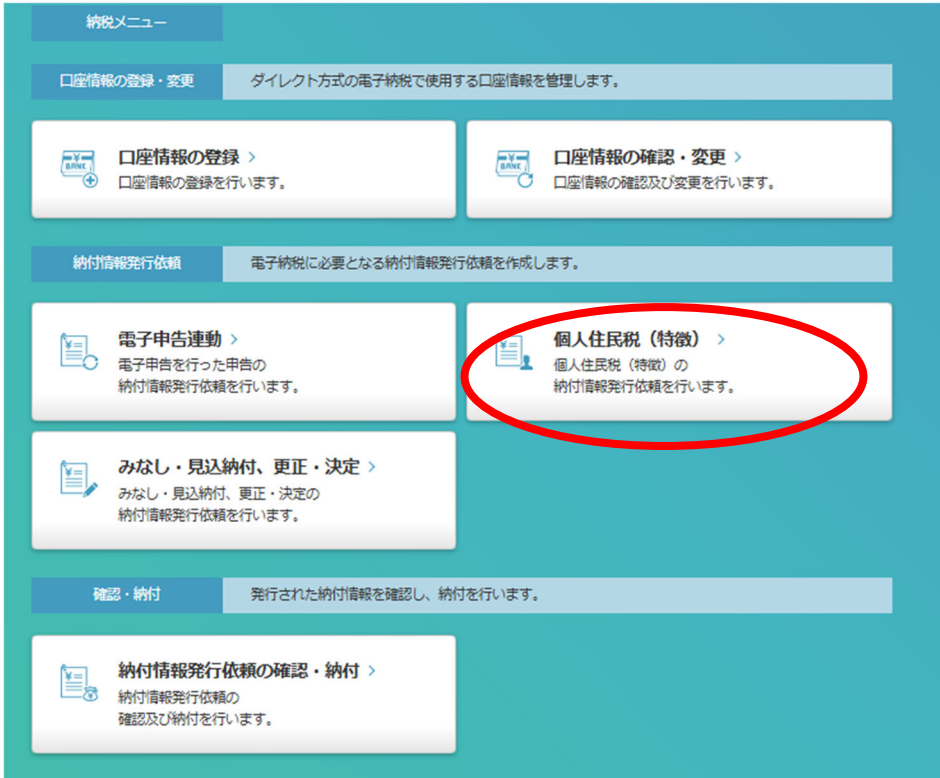 納税メニュー
口座情報の登録・変更
ダイレクト方式の電子納税で使用する口座情報を管理します。
口座情報の登録 >
口座情報の登録を行います。
口座情報の確認・変更 >
口座情報の確認及び変更を行います。
納付情報発行依頼
電子納税に必要となる納付情報発行依頼を作成します。
電子申告連動 >
電子申告を行った申告の
納付情報発行依頼を行います。
個人住民税（特徴） >
個人住民税（特徴）の
納付情報発行依頼を行います。
みなし・見込納付、更正・決定 >
みなし・見込納付、更正・決定の
納付情報発行依頼を行います。
確認・納付
発行された納付情報を確認し、納付を行います。
納付情報発行依頼の確認・納付 >
納付情報発行依頼の
確認及び納付を行います。